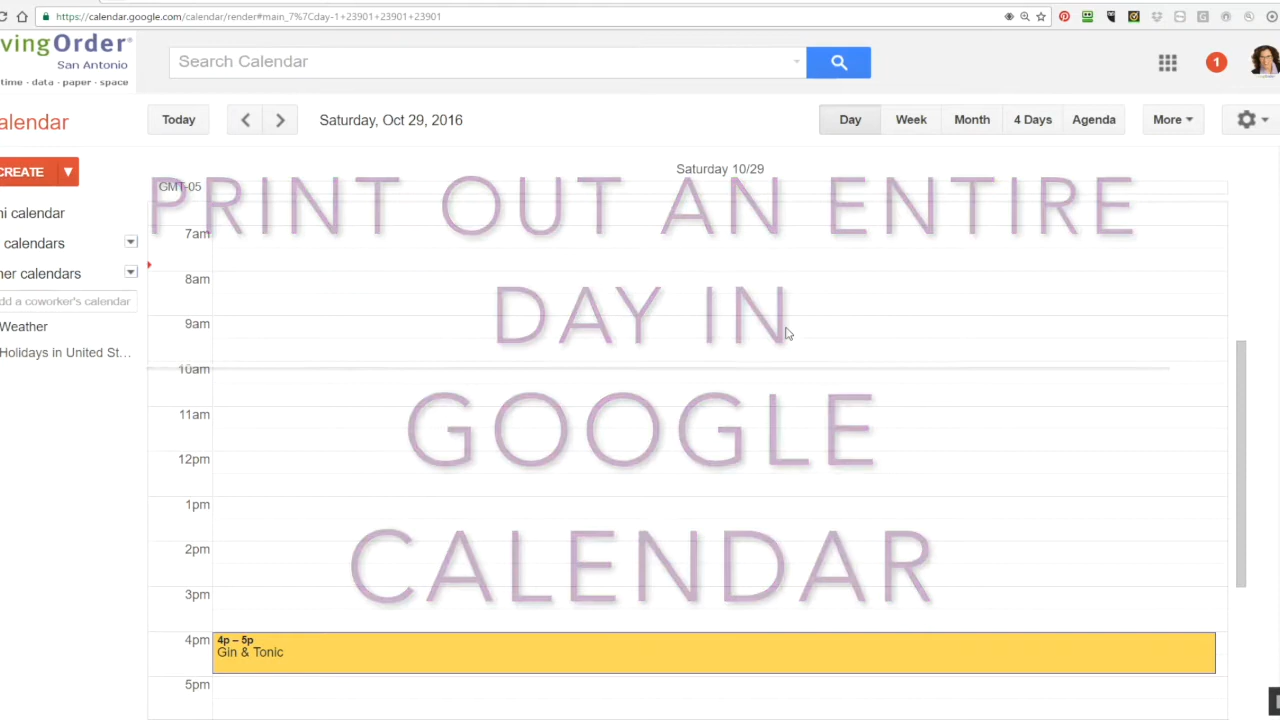 https://calendar.google.com/calendar/render#main_7%7Cday-1+23901+23901+23901
vingOrder®
San Antonio
time - data - paper - space
Search Calendar
1
alendar
Today
Saturday, Oct 29, 2016
Day Week Month 4 Days Agenda More
CREATE
Saturday 10/29
GMT-05
PRINT OUT AN ENTIRE
DAY IN
GOOGLE
CALENDAR
ni calendar
calendars
her calendars
dd a coworker's calendar
Weather
Holidays in United St...
7am
8am
9am
10am
11am
12pm
1pm
2pm
3pm
4pm
4p – 5p
Gin & Tonic
5pm